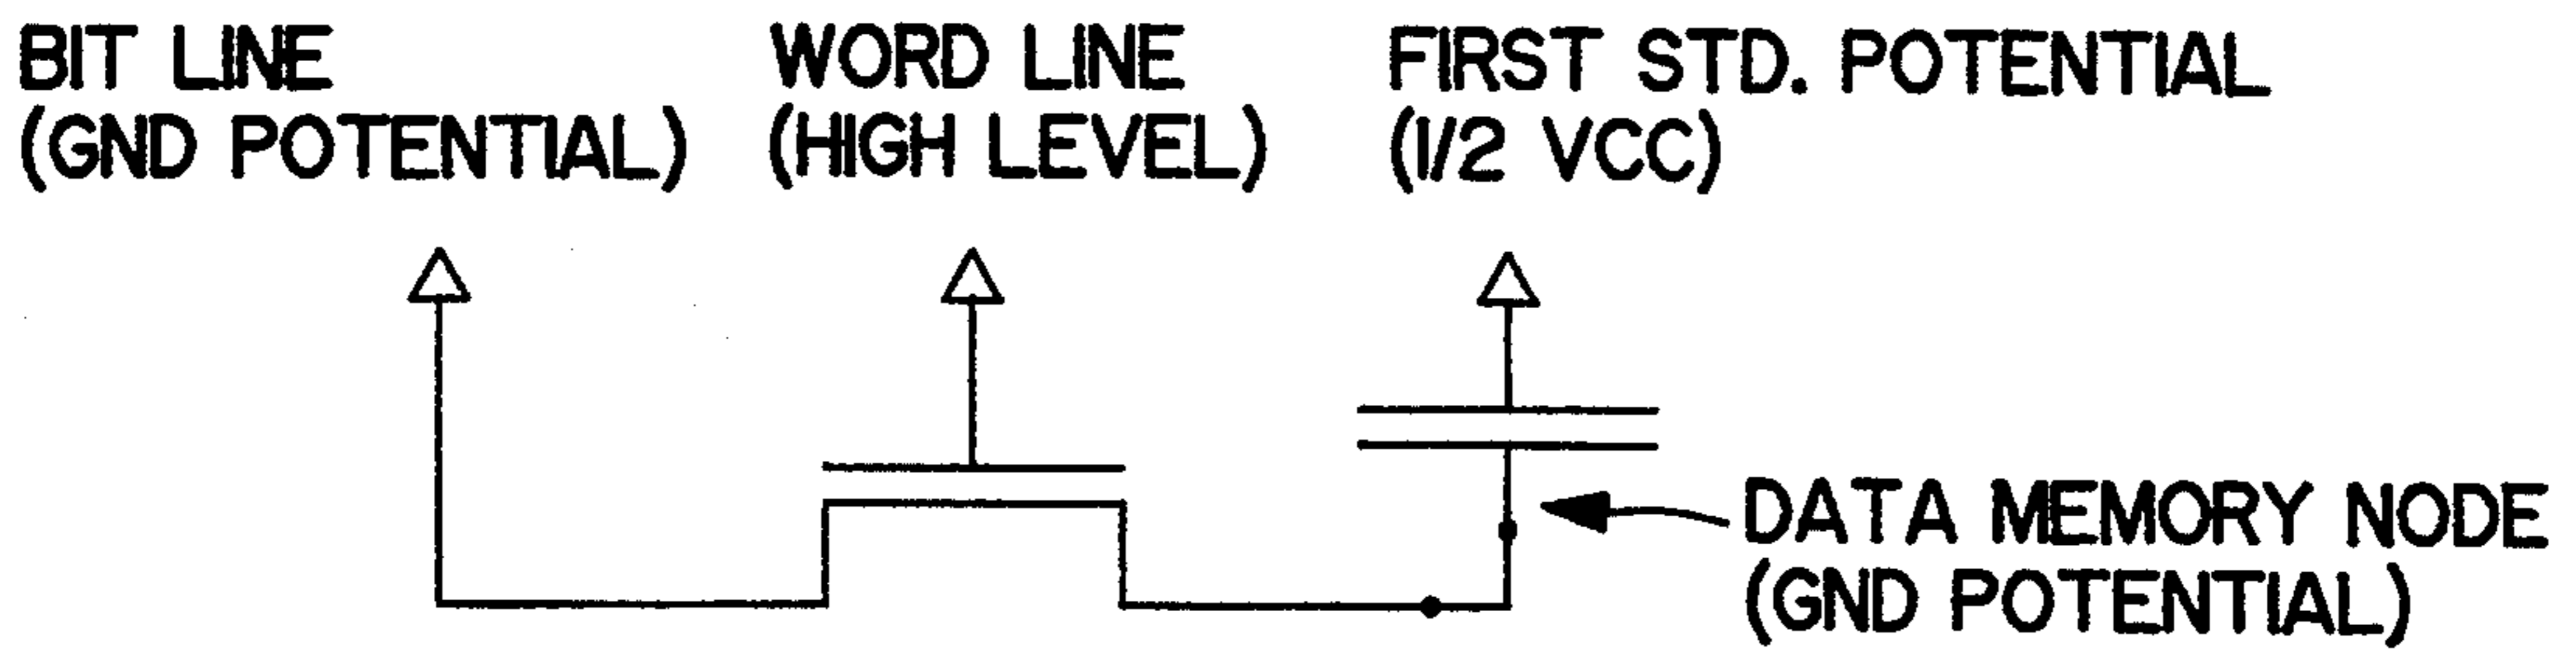 BIT LINE
(GND POTENTIAL)
WORD LINE
(HIGH LEVEL)
FIRST STD. POTENTIAL
(1/2 VCC)
DATA MEMORY NODE
(GND POTENTIAL)